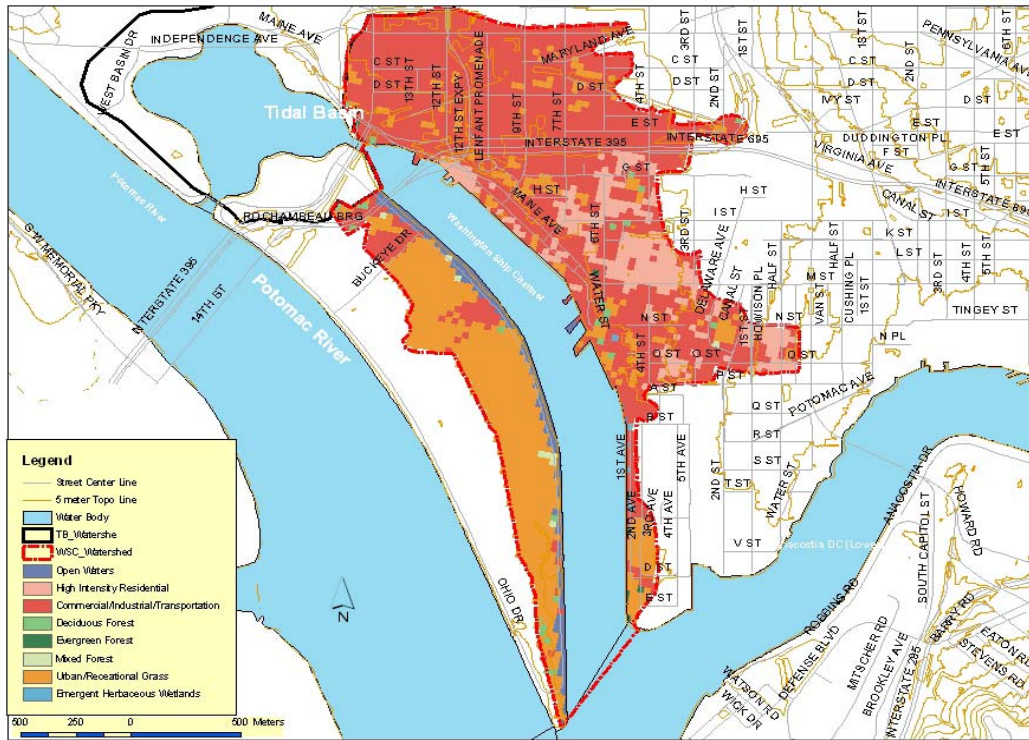 MAINE AVE
INDEPENDENCE AVE
WEST BASIN DR
Tidal Basin
C ST
D ST
13TH ST
12TH ST
12TH ST EXPY
LENFANT PROMENADE
9TH ST
7TH ST
MARYLAND AVE
D ST
E ST
4TH ST
3RD ST
C ST
D ST
2ND ST
1ST ST
PENNSYLVANIA AVE
1ST ST
C ST
D ST
2ND ST
6TH ST
IVY ST
D ST
E ST
E ST
DUDDINGTON PL
F ST
G ST
5TH ST
INTERSTATE 395
INTERSTATE 695
VIRGINIA AVE
INTERSTATE 695
CANAL ST
I ST
G ST
H ST
MAINE AVE
6TH ST
3RD ST
H ST
I ST
K ST
L ST
3RD ST
4TH ST
5TH ST
Potomac River
ROCHAMBEAU BRG
BUCKEYE DR
Washington Ship Channel
G W MEMORIAL PKY
INTERSTATE 395
14TH ST
Potomac River
DELAWARE AVE
CANAL ST
HALF ST
HALF ST
M ST
VAN ST
CUSHING PL
1ST ST
TINGEY ST
WATER ST
N ST
4TH ST
O ST
O ST
1ST S
HOWISON PL
N ST
O ST
P ST
N PL
POTOMAC AVE
A ST
B ST
Q ST
R ST
S ST
T ST
V ST
1ST AVE
2ND AVE
3RD AVE
4TH AVE
5TH AVE
2ND ST
WATER ST
D ST
E ST
OHIO DR
ANACOSTIA DR
HOWARD RD
SOUTH CAPITOL ST
ROBBINS RD
DEFENSE BLVD
WATSON RD
WICK DR
MITSCHER RD
BROOKLEY AVE
INTERSTATE 295
BARRY RD
EATON RD
STEVENS RD
Legend
Street Center Line
5 meter Topo Line
Water Body
TB_Watershe
WSC_Watershed
Open Waters
High Intensity Residential
Commercial/Industrial/Transportation
Deciduous Forest
Evergreen Forest
Mixed Forest
Urban/Recreational Grass
Emergent Herbaceous Wetlands
500 250 0 500 Meters
N